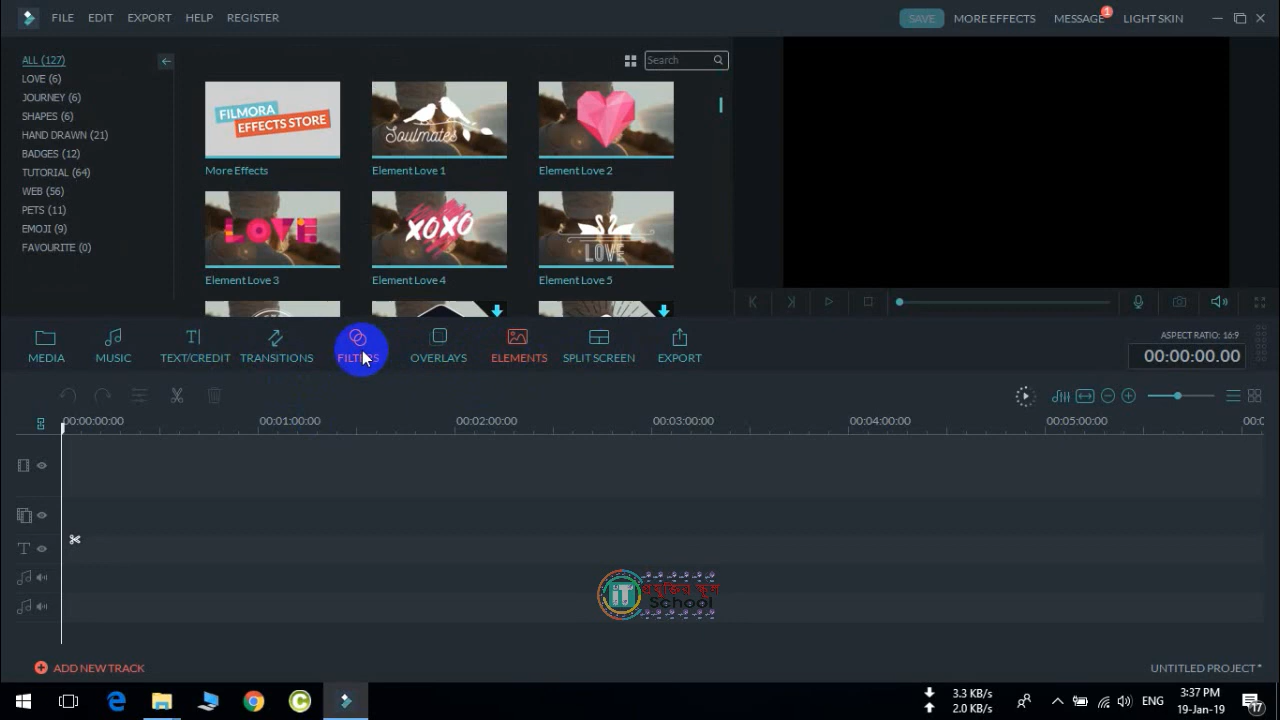 FILE EDIT EXPORT HELP REGISTER SAVE MORE EFFECTS MESSAGE 1 LIGHT SKIN
ALL (127)
LOVE (6)
JOURNEY (6)
SHAPES (6)
HAND DRAWN (21)
BADGES (12)
TUTORIAL (64)
WEB (56)
PETS (11)
EMOJI (9)
FAVOURITE (0)
Search
FILMORA
EFFECTS STORE
Soulmates
More Effects Element Love 1 Element Love 2
LOVE XOXO LOVE
Element Love 3 Element Love 4 Element Love 5
MEDIA MUSIC TEXT/CREDIT TRANSITIONS FILTERS OVERLAYS ELEMENTS SPLIT SCREEN EXPORT
ASPECT RATIO: 16:9
00:00:00.00
00:00:00:00 00:01:00:00 00:02:00:00 00:03:00:00 00:04:00:00 00:05:00:00
iT প্রযুক্তির স্কুল
School
ADD NEW TRACK
UNTITLED PROJECT*
3.3 KB/s
2.0 KB/s
ENG
3:37 PM
19-Jan-19
17